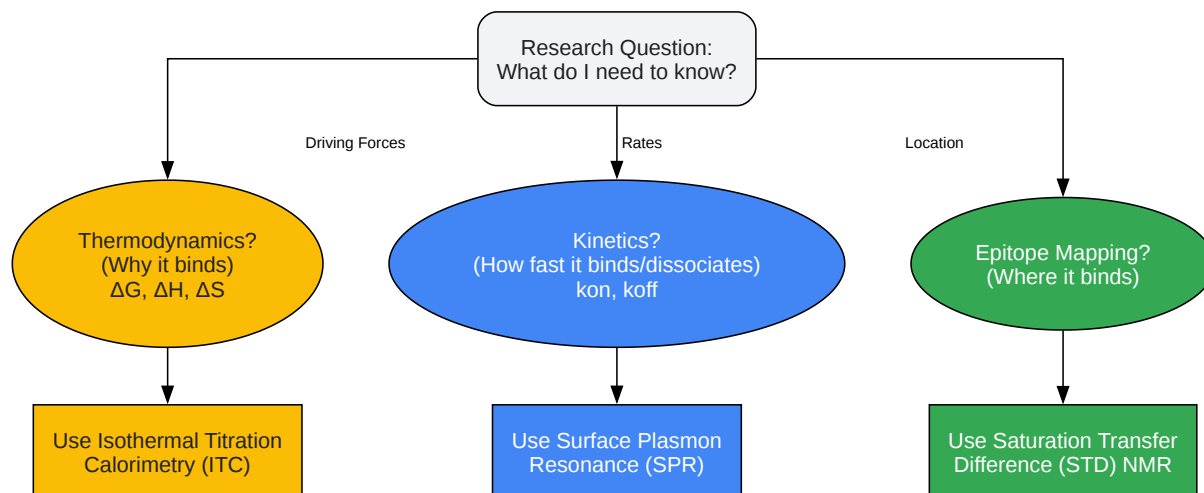 Research Question:
What do I need to know?
Driving Forces
Rates
Location
Thermodynamics?
(Why it binds)
ΔG, ΔH, ΔS
Kinetics?
(How fast it binds/dissociates)
kon, koff
Epitope Mapping?
(Where it binds)
Use Isothermal Titration
Calorimetry (ITC)
Use Surface Plasmon
Resonance (SPR)
Use Saturation Transfer
Difference (STD) NMR